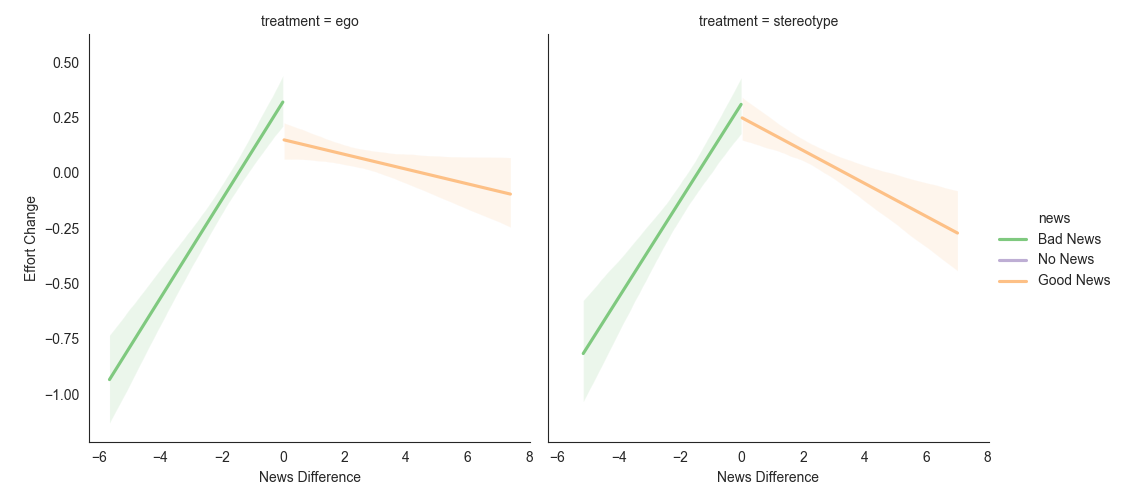 treatment = ego
treatment = stereotype
0.50
0.25
0.00
−0.25
−0.50
−0.75
−1.00
Effort Change
−6 −4 −2 0 2 4 6 8
−6 −4 −2 0 2 4 6 8
News Difference
News Difference
news
Bad News
No News
Good News